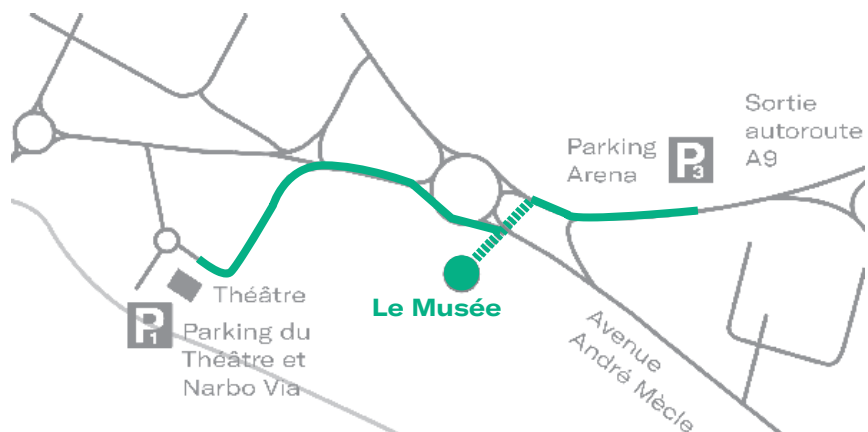 Sortie
autoroute
A9
Parking
Arena
P3
Théâtre
Le Musée
P1
Parking du
Théâtre et
Narbo Via
Avenue
André Mècle